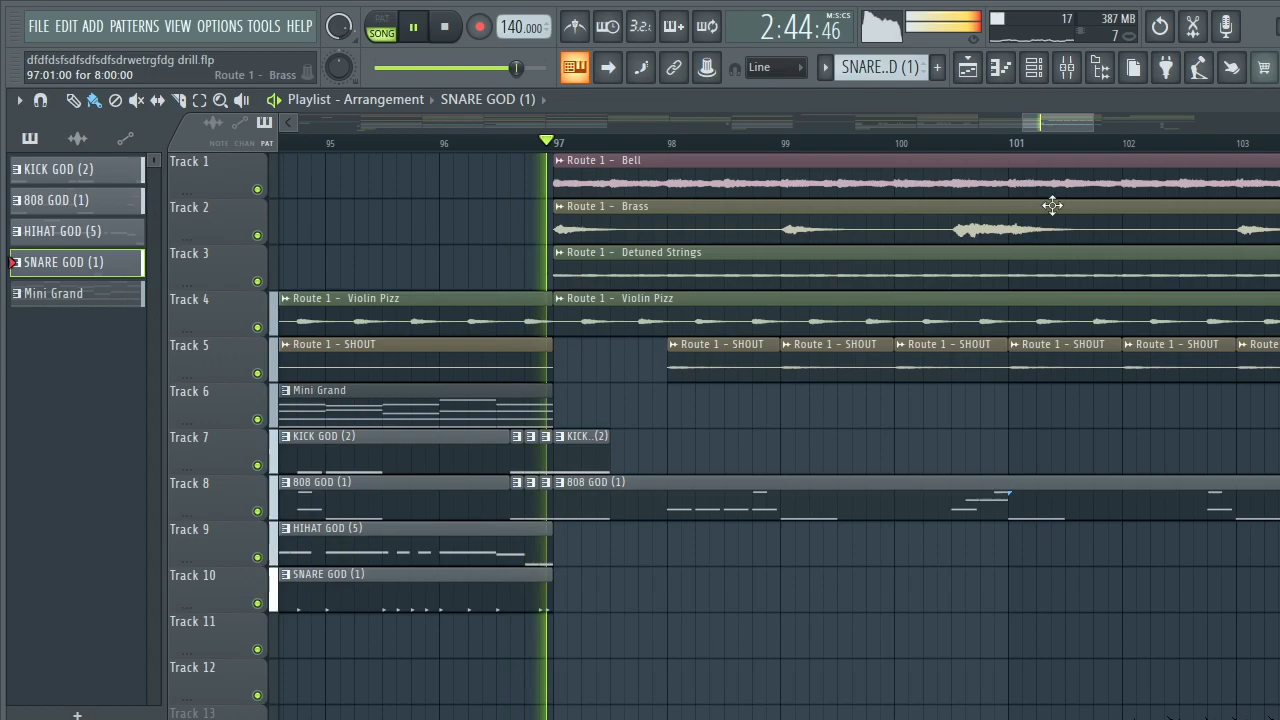 FILE EDIT ADD PATTERNS VIEW OPTIONS TOOLS HELP
PAT
SONG
140.000
3.2.
2:44:46
M:S:CS
17
387 MB
7
dfdfdsfsdfsdfsdfsdrwetrgfdg drill.flp
97:01:00 for 8:00:00
Route 1 - Brass
Line
SNARE..D (1)
Playlist - Arrangement SNARE GOD (1)
NOTE CHAN PAT
95 96 97 98 99 100 101 102 103
KICK GOD (2)
808 GOD (1)
HIHAT GOD (5)
SNARE GOD (1)
Mini Grand
Track 1
Route 1 - Bell
Track 2
Route 1 - Brass
Track 3
Route 1 - Detuned Strings
Track 4
Route 1 - Violin Pizz
Route 1 - Violin Pizz
Track 5
Route 1 - SHOUT
Route 1 - SHOUT
Route 1 - SHOUT
Route 1 - SHOUT
Route 1 - SHOUT
Route 1 - SHOUT
Rout
Track 6
Mini Grand
Track 7
KICK GOD (2)
KICK..(2)
Track 8
808 GOD (1)
808 GOD (1)
Track 9
HIHAT GOD (5)
Track 10
SNARE GOD (1)
Track 11
Track 12
Track 13